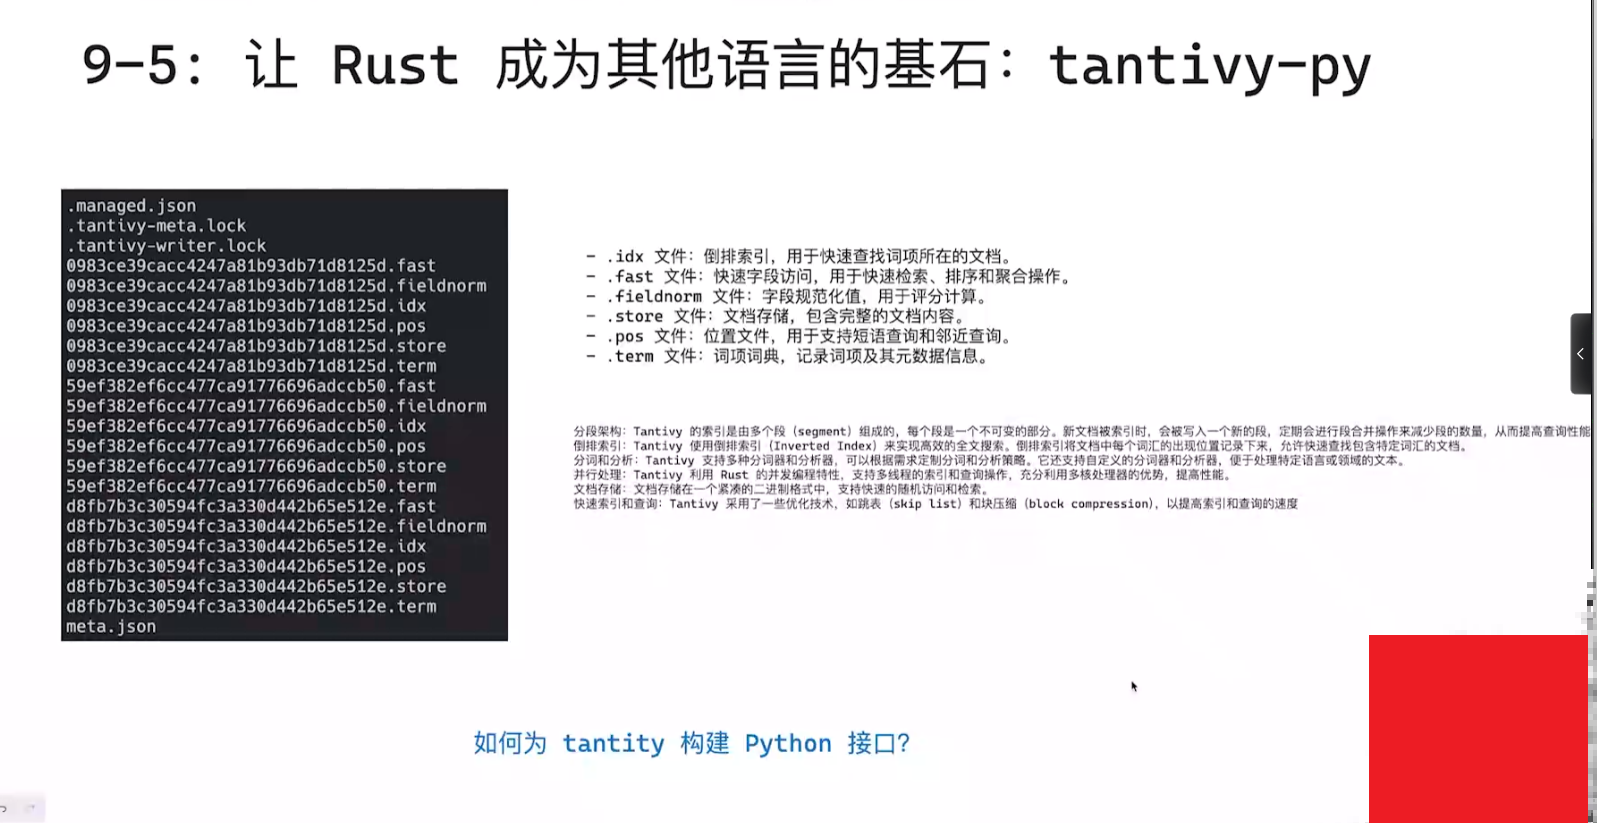 9-5: 让 Rust 成为其他语言的基石: tantivy-py
.managed.json
.tantivy-meta.lock
.tantivy-writer.lock
0983ce39cacc4247a81b93db71d8125d.fast
0983ce39cacc4247a81b93db71d8125d.fieldnorm
0983ce39cacc4247a81b93db71d8125d.idx
0983ce39cacc4247a81b93db71d8125d.pos
0983ce39cacc4247a81b93db71d8125d.store
0983ce39cacc4247a81b93db71d8125d.term
59ef382ef6cc477ca91776696adccb50.fast
59ef382ef6cc477ca91776696adccb50.fieldnorm
59ef382ef6cc477ca91776696adccb50.idx
59ef382ef6cc477ca91776696adccb50.pos
59ef382ef6cc477ca91776696adccb50.store
59ef382ef6cc477ca91776696adccb50.term
d8fb7b3c30594fc3a330d442b65e512e.fast
d8fb7b3c30594fc3a330d442b65e512e.fieldnorm
d8fb7b3c30594fc3a330d442b65e512e.idx
d8fb7b3c30594fc3a330d442b65e512e.pos
d8fb7b3c30594fc3a330d442b65e512e.store
d8fb7b3c30594fc3a330d442b65e512e.term
meta.json
- .idx 文件: 倒排索引，用于快速查找词项所在的文档。
- .fast 文件: 快速字段访问，用于快速检索、排序和聚合操作。
- .fieldnorm 文件: 字段规范化值，用于评分计算。
- .store 文件: 文档存储，包含完整的文档内容。
- .pos 文件: 位置文件，用于支持短语查询和邻近查询。
- .term 文件: 词项词典，记录词项及其元数据信息。
分段架构: Tantivy 的索引是由多个段（segment）组成的，每个段是一个不可变的部分。新文档被索引时，会被写入一个新的段，定期会进行段合并操作来减少段的数量，从而提高查询性能
倒排索引: Tantivy 使用倒排索引（Inverted Index）来实现高效的全文搜索。倒排索引将文档中每个词汇的出现位置记录下来，允许快速查找包含特定词汇的文档。
分词和分析: Tantivy 支持多种分词器和分析器，可以根据需求定制分词和分析策略。它还支持自定义的分词器和分析器，便于处理特定语言或领域的文本。
并行处理: Tantivy 利用 Rust 的并发编程特性，支持多线程的索引和查询操作，充分利用多核处理器的优势，提高性能。
文档存储: 文档存储在一个紧凑的二进制格式中，支持快速的随机访问和检索。
快速索引和查询: Tantivy 采用了一些优化技术，如跳表（skip list）和块压缩（block compression），以提高索引和查询的速度
如何为 tantity 构建 Python 接口?